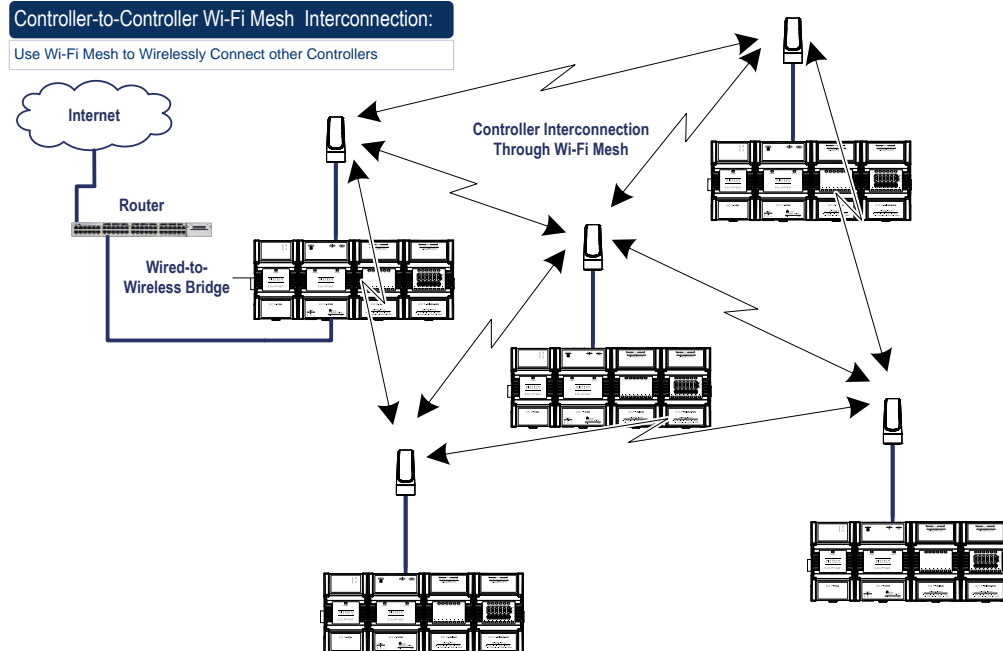 Controller-to-Controller Wi-Fi Mesh Interconnection:
Use Wi-Fi Mesh to Wirelessly Connect other Controllers
Internet
Controller Interconnection
Through Wi-Fi Mesh
Router
Wired-to-
Wireless Bridge